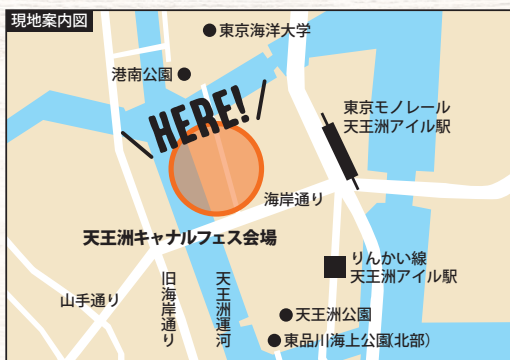 現地案内図
東京海洋大学
港南公園
HERE!
東京モノレール
天王洲アイル駅
海岸通り
天王洲キャナルフェス会場
りんかい線
天王洲アイル駅
山手通り
旧海岸通り
天王洲運河
天王洲公園
東品川海上公園(北部)